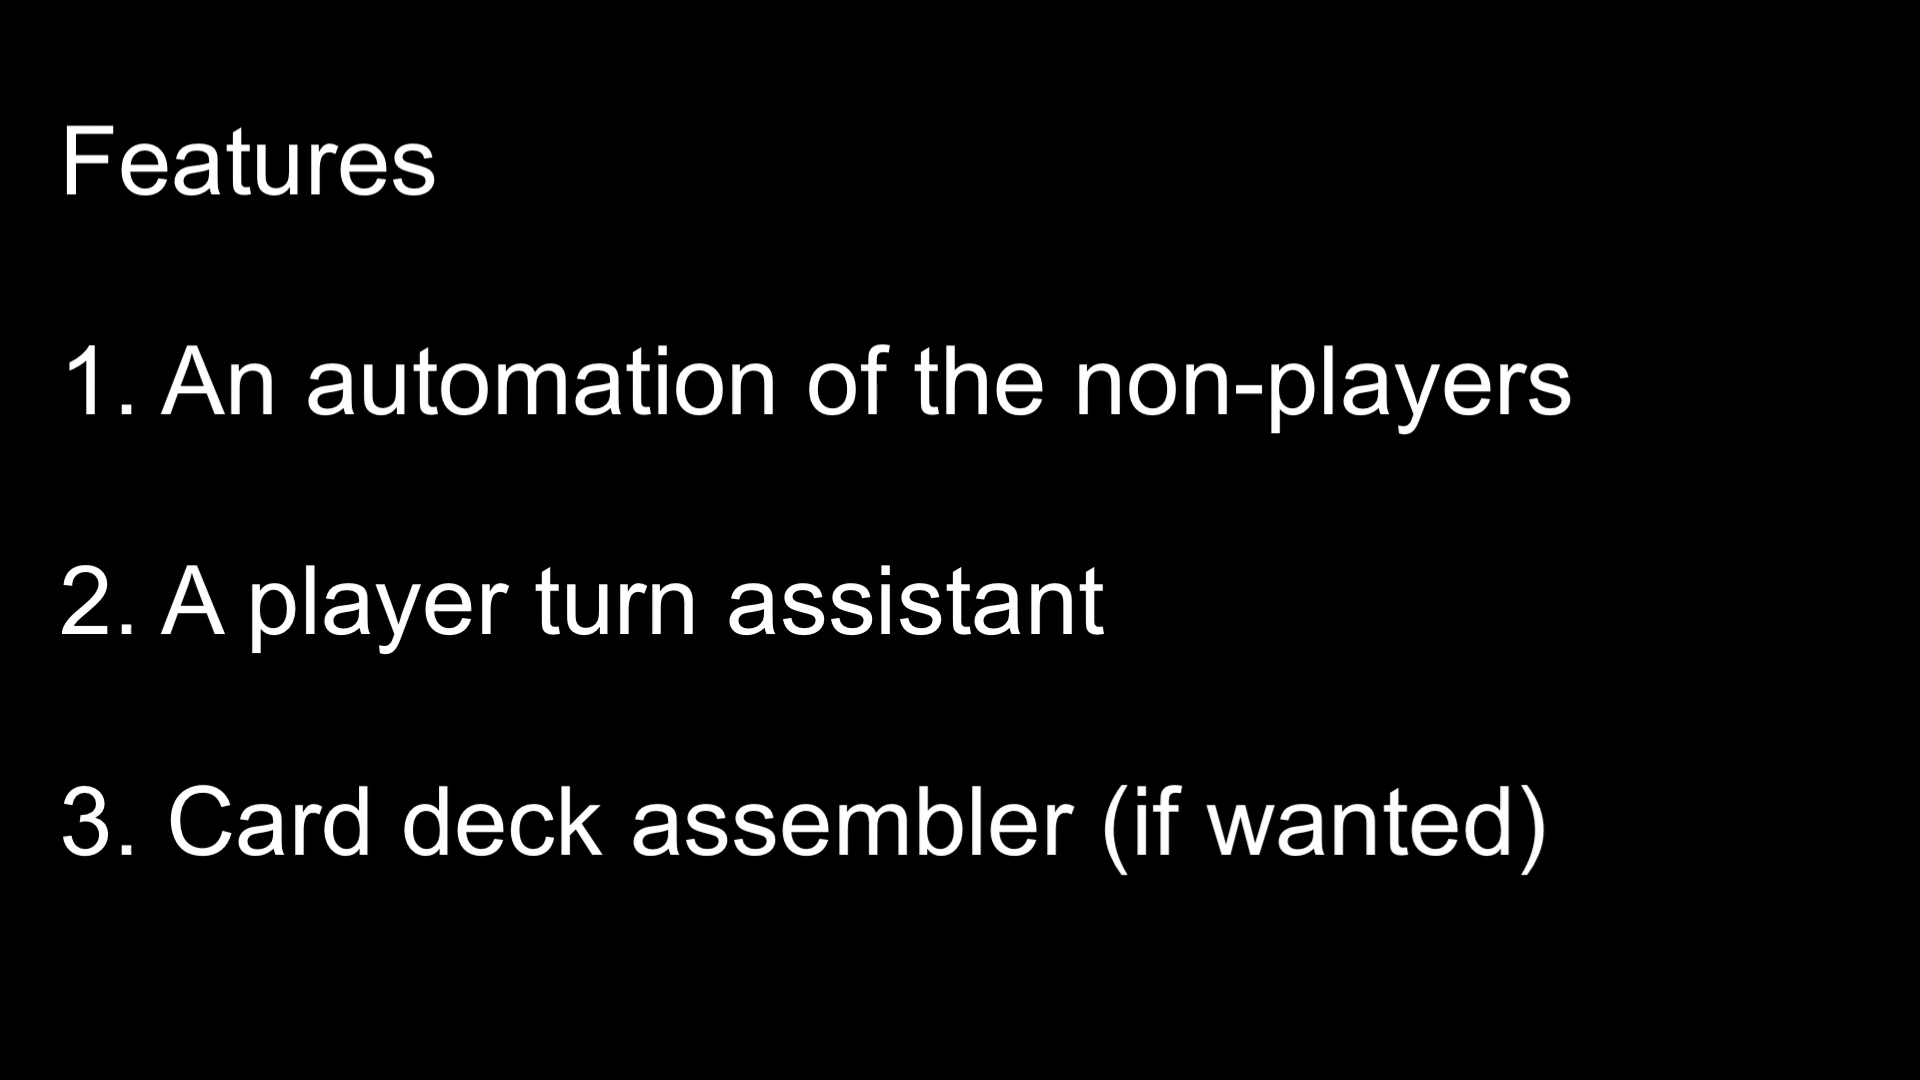 Features
1. An automation of the non-players
2. A player turn assistant
3. Card deck assembler (if wanted)